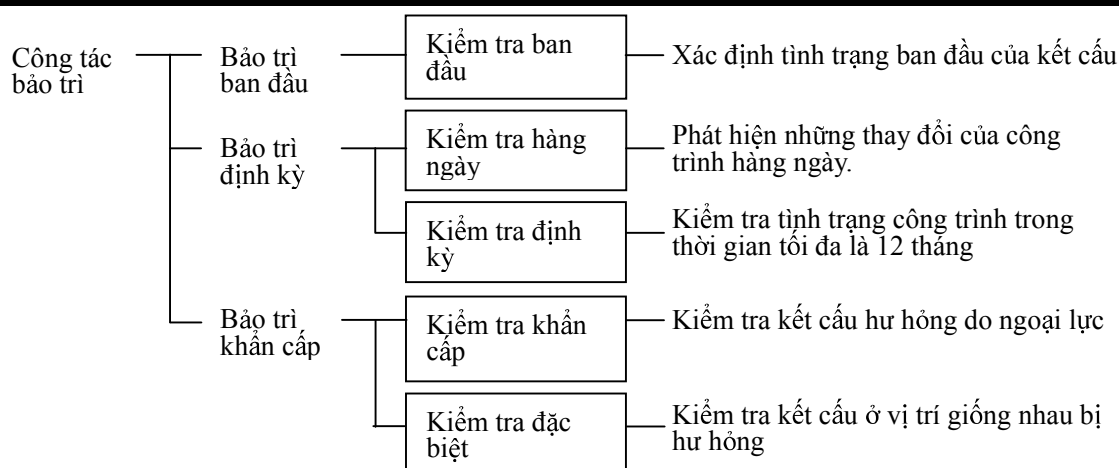 Công tác
bảo trì
Bảo trì
ban đầu
Kiểm tra ban
đầu
Xác định tình trạng ban đầu của kết cấu
Bảo trì
định kỳ
Kiểm tra hàng
ngày
Phát hiện những thay đổi của công
trình hàng ngày.
Kiểm tra định
kỳ
Kiểm tra tình trạng công trình trong
thời gian tối đa là 12 tháng
Bảo trì
khẩn cấp
Kiểm tra khẩn
cấp
Kiểm tra kết cấu hư hỏng do ngoại lực
Kiểm tra đặc
biệt
Kiểm tra kết cấu ở vị trí giống nhau bị
hư hỏng